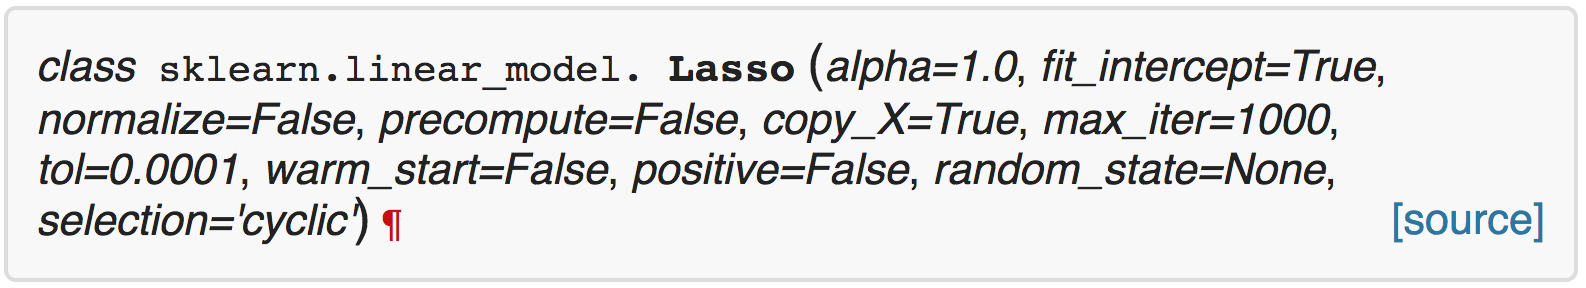 class sklearn.linear_model. Lasso (alpha=1.0, fit_intercept=True,
normalize=False, precompute=False, copy_X=True, max_iter=1000,
tol=0.0001, warm_start=False, positive=False, random_state=None,
selection='cyclic') ¶ [source]